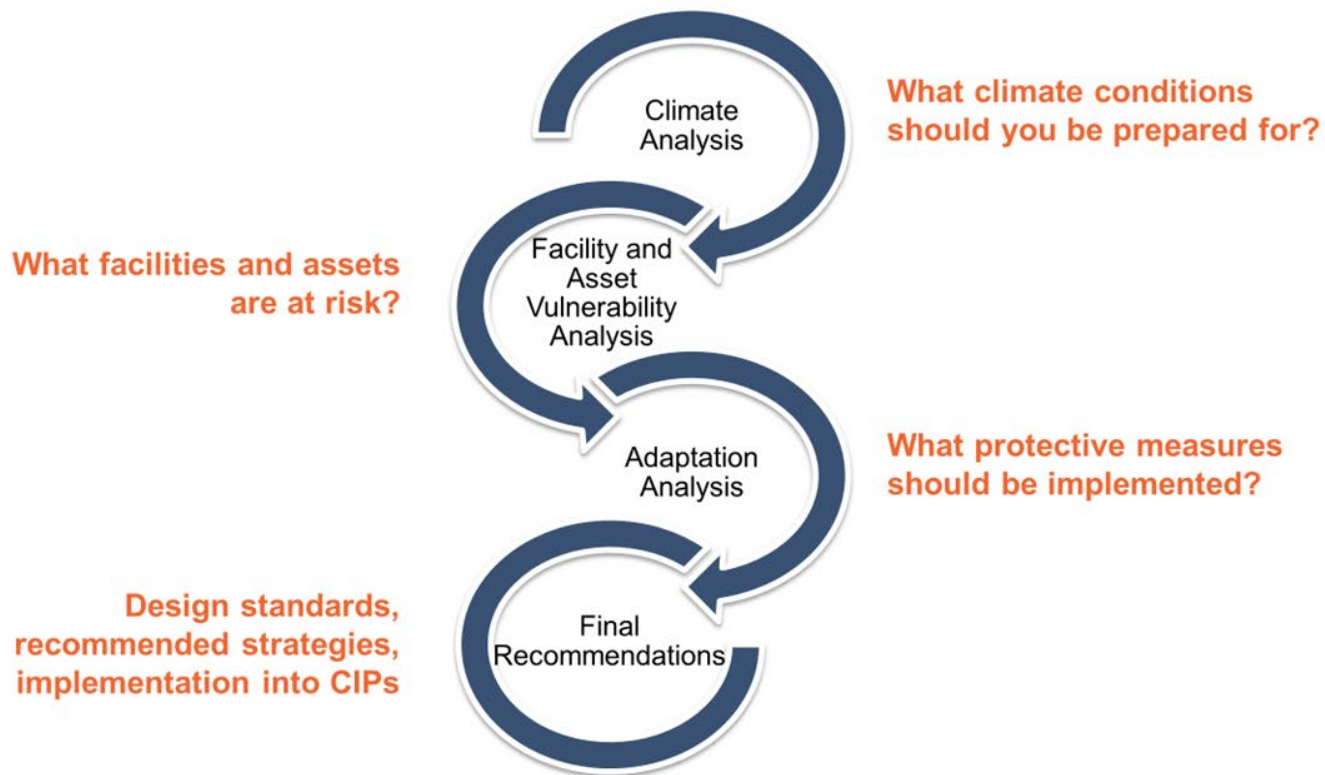 Climate
Analysis
What climate conditions
should you be prepared for?
What facilities and assets
are at risk?
Facility and
Asset
Vulnerability
Analysis
Adaptation
Analysis
What protective measures
should be implemented?
Design standards,
recommended strategies,
implementation into CIPs
Final
Recommendations